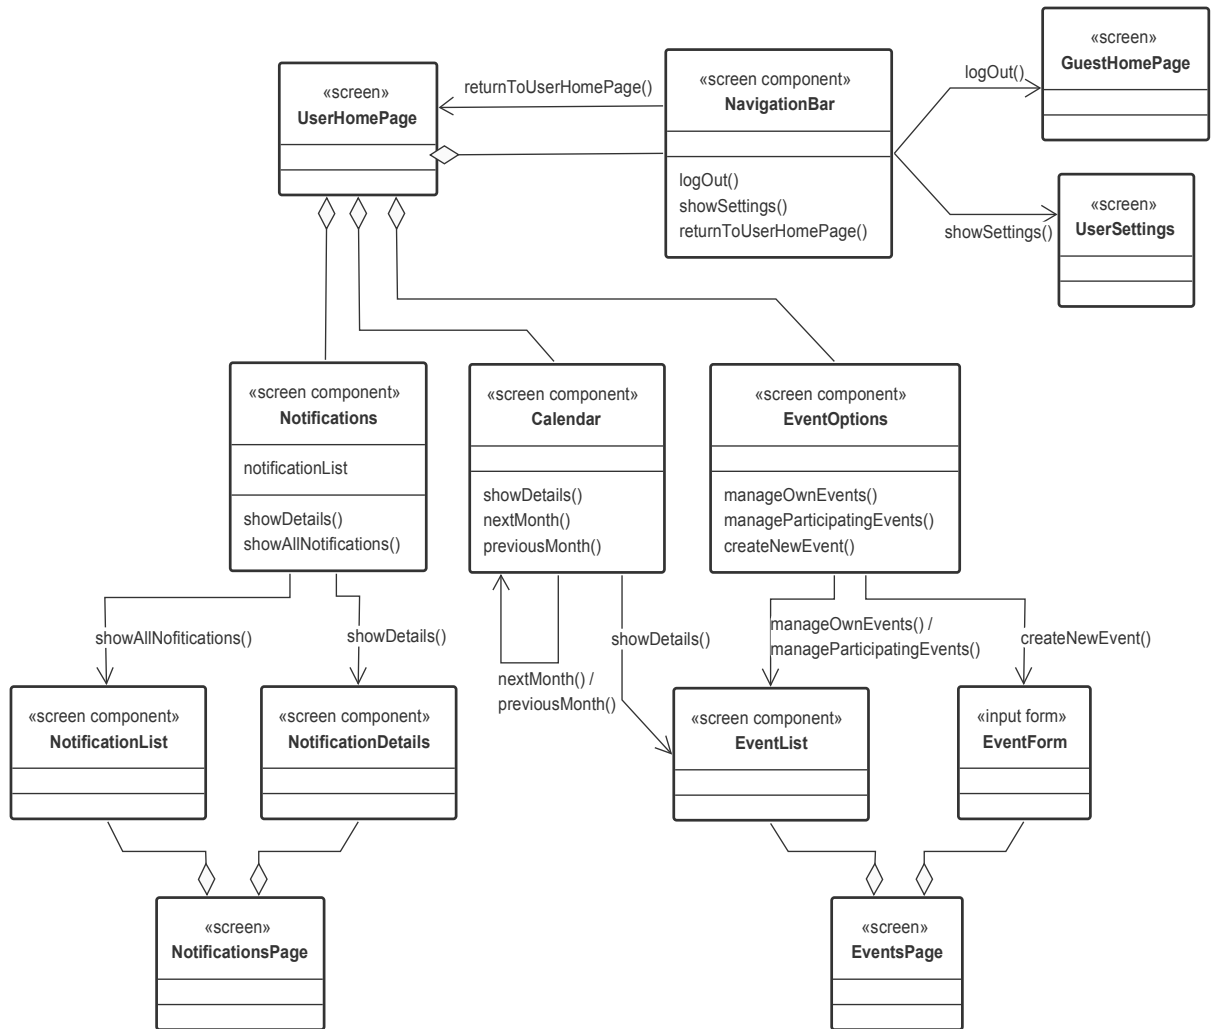 «screen»
GuestHomePage
logOut()
«screen component»
NavigationBar
logOut()
showSettings()
returnToUserHomePage()
returnToUserHomePage()
«screen»
UserHomePage
«screen»
UserSettings
showSettings()
«screen component»
Notifications
notificationList
showDetails()
showAllNotifications()
«screen component»
Calendar
showDetails()
nextMonth()
previousMonth()
«screen component»
EventOptions
manageOwnEvents()
manageParticipatingEvents()
createNewEvent()
showAllNofitications()
showDetails()
nextMonth() /
previousMonth()
showDetails()
manageOwnEvents() /
manageParticipatingEvents()
createNewEvent()
«screen component»
NotificationList
«screen component»
NotificationDetails
«screen component»
EventList
«input form»
EventForm
«screen»
NotificationsPage
«screen»
EventsPage